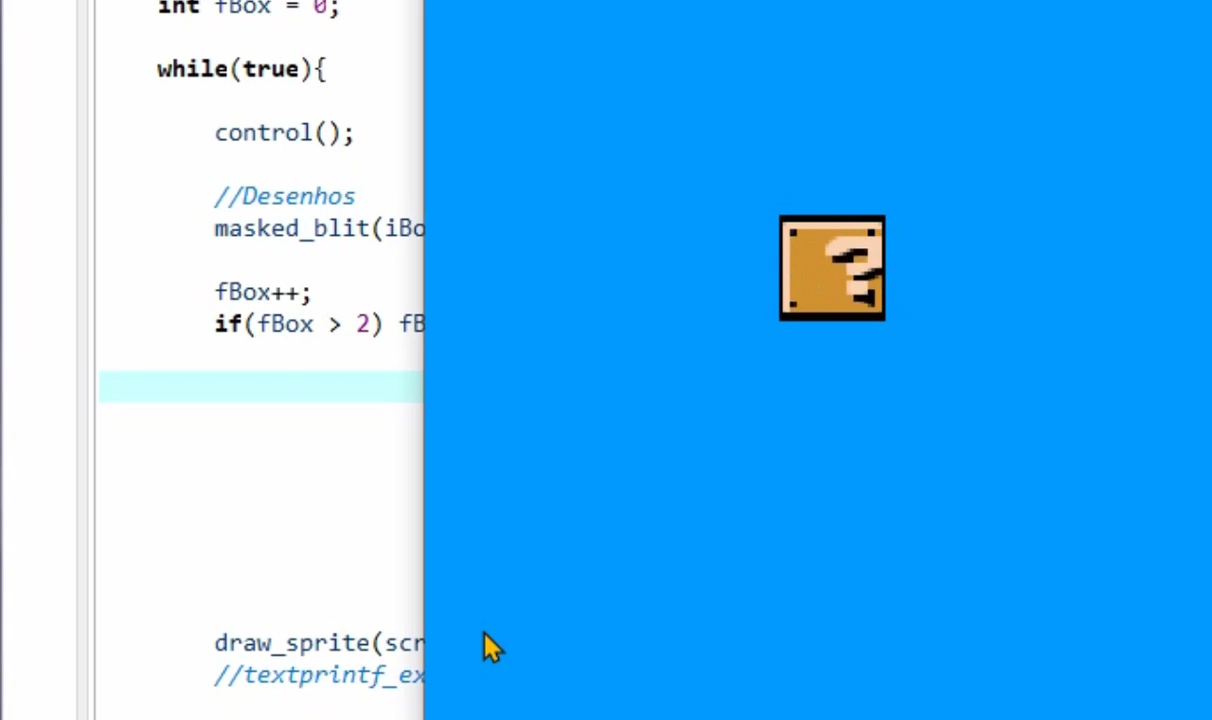 int fBox = 0;
while(true){
control();
//Desenhos
masked_blit(iBo
fBox++;
if(fBox > 2) fB
draw_sprite(scr
//textprintf_ex
?